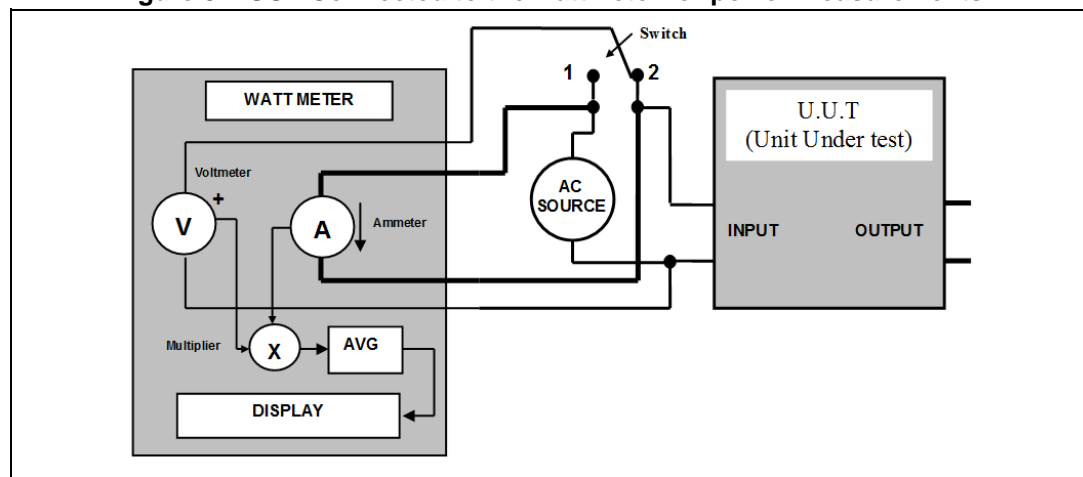 Switch
1 2
WATT METER
U.U.T
(Unit Under test)
Voltmeter
+
AC
SOURCE
V
A
Ammeter
INPUT
OUTPUT
Multiplier
X
AVG
DISPLAY